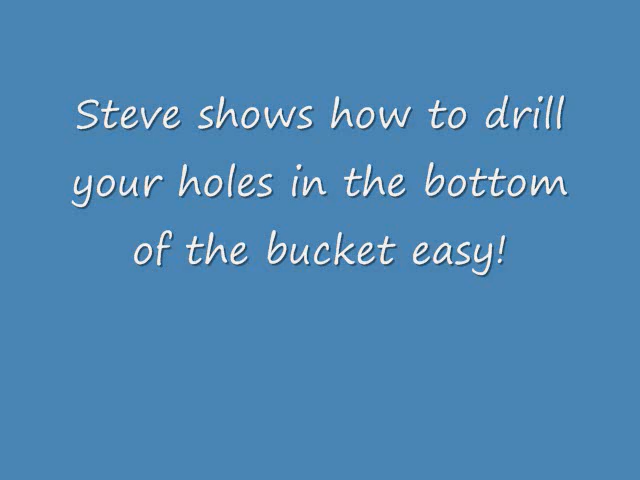 Steve shows how to drill
your holes in the bottom
of the bucket easy!